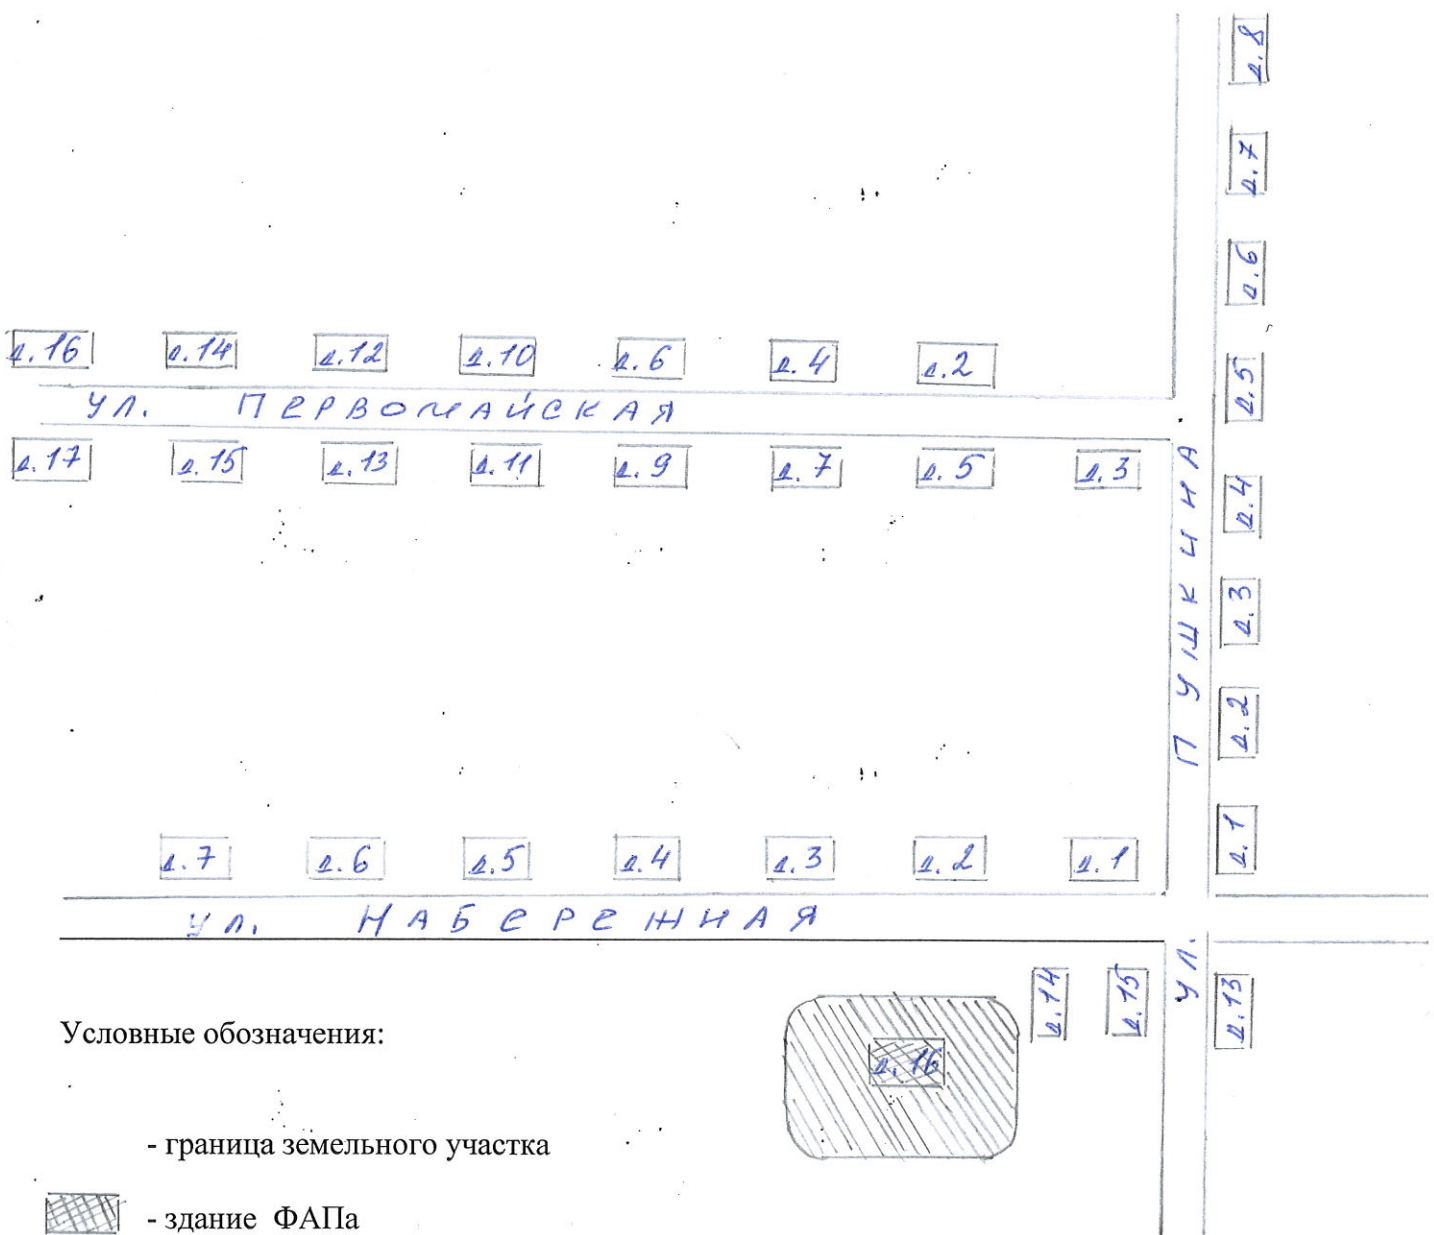 д.8
д.7
д.6
д.16 д.14 д.12 д.10 д.6 д.4 д.2
д.5
ул. ПЕРВОМАЙСКАЯ
д.17 д.15 д.13 д.11 д.9 д.7 д.5 д.3
д.4
д.3
д.2
ул. ПУШКИНА
д.1
д.7 д.6 д.5 д.4 д.3 д.2 д.1
ул. НАБЕРЕЖНАЯ
д.14 д.15 д.13
Условные обозначения:
д.16
- граница земельного участка
- здание ФАПа